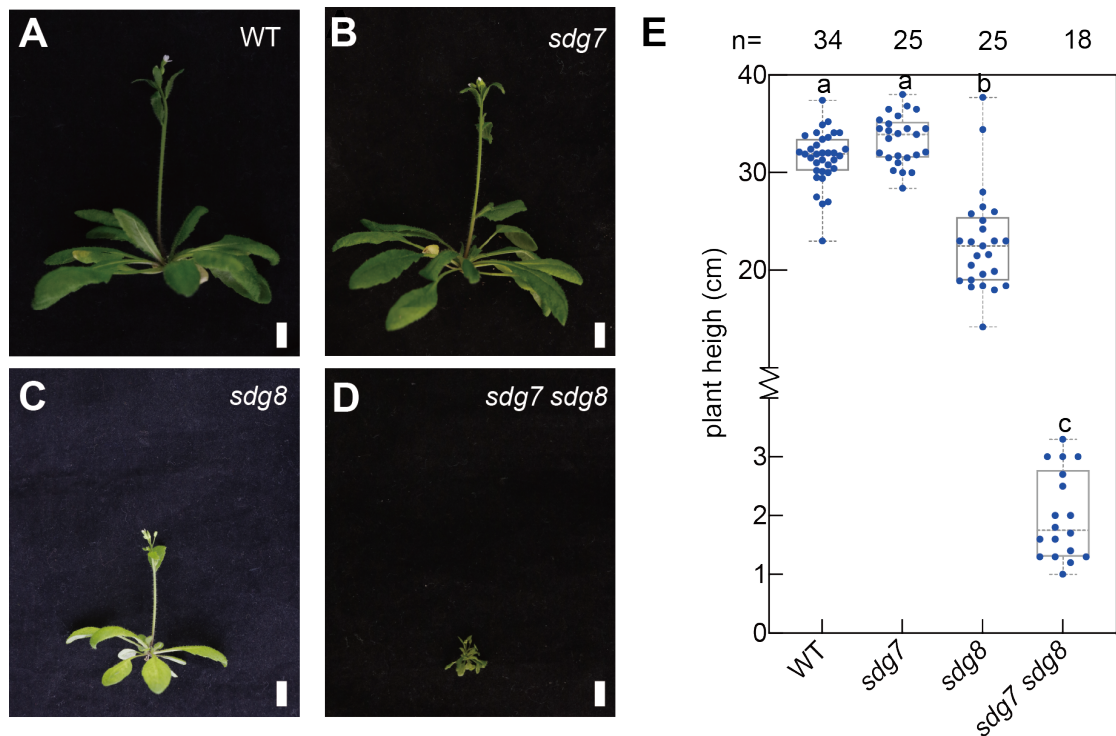 A
WT
B
sdg7
C
sdg8
D
sdg7 sdg8
E
n= 34 25 25 18
40
30
20
3
2
1
0
plant heigh (cm)
a
a
b
c
WT
sdg7
sdg8
sdg7 sdg8